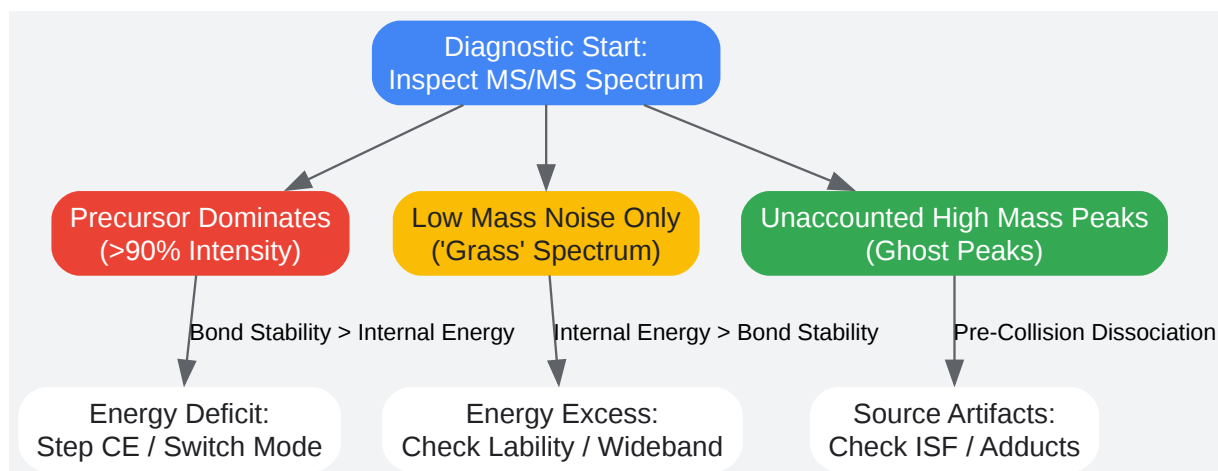 Diagnostic Start:
Inspect MS/MS Spectrum
Precursor Dominates
(>90% Intensity)
Low Mass Noise Only
('Grass' Spectrum)
Unaccounted High Mass Peaks
(Ghost Peaks)
Bond Stability > Internal Energy
Internal Energy > Bond Stability
Pre-Collision Dissociation
Energy Deficit:
Step CE / Switch Mode
Energy Excess:
Check Lability / Wideband
Source Artifacts:
Check ISF / Adducts